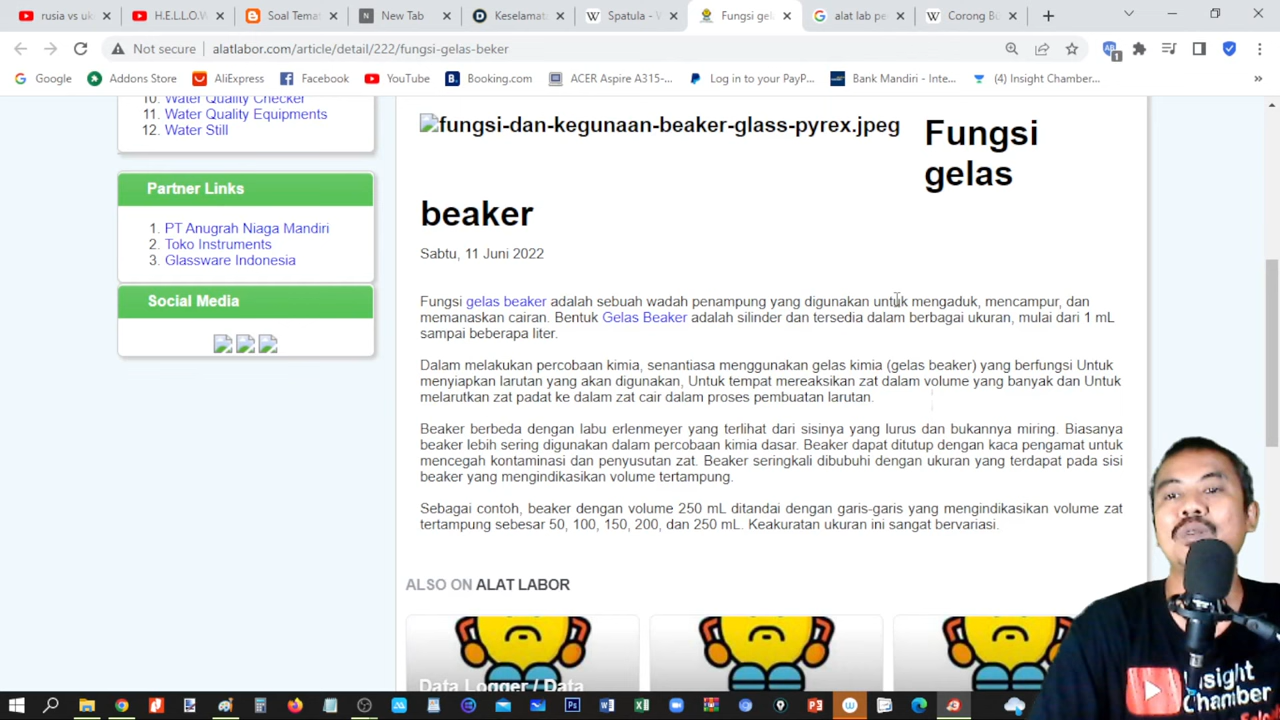 rusia vs uk
H.E.L.L.O.W
Soal Temat
New Tab
Keselamat
Spatula - W
Fungsi gel
alat lab pe
Corong Bu
Not secure
alatlabor.com/article/detail/222/fungsi-gelas-beker
1
Google
Addons Store
AliExpress
Facebook
YouTube
Booking.com
ACER Aspire A315-...
Log in to your PayP...
Bank Mandiri - Inte...
(4) Insight Chamber...
10. Water Quality Checker
11. Water Quality Equipments
12. Water Still
Partner Links
1. PT Anugrah Niaga Mandiri
2. Toko Instruments
3. Glassware Indonesia
Social Media
fungsi-dan-kegunaan-beaker-glass-pyrex.jpeg
Fungsi
gelas
beaker
Sabtu, 11 Juni 2022
Fungsi gelas beaker adalah sebuah wadah penampung yang digunakan untuk mengaduk, mencampur, dan
memanaskan cairan. Bentuk Gelas Beaker adalah silinder dan tersedia dalam berbagai ukuran, mulai dari 1 mL
sampai beberapa liter.
Dalam melakukan percobaan kimia, senantiasa menggunakan gelas kimia (gelas beaker) yang berfungsi Untuk
menyiapkan larutan yang akan digunakan, Untuk tempat mereaksikan zat dalam volume yang banyak dan Untuk
melarutkan zat padat ke dalam zat cair dalam proses pembuatan larutan.
Beaker berbeda dengan labu erlenmeyer yang terlihat dari sisinya yang lurus dan bukannya miring. Biasanya
beaker lebih sering digunakan dalam percobaan kimia dasar. Beaker dapat ditutup dengan kaca pengamat untuk
mencegah kontaminasi dan penyusutan zat. Beaker seringkali dibubuhi dengan ukuran yang terdapat pada sisi
beaker yang mengindikasikan volume tertampung.
Sebagai contoh, beaker dengan volume 250 mL ditandai dengan garis-garis yang mengindikasikan volume zat
tertampung sebesar 50, 100, 150, 200, dan 250 mL. Keakuratan ukuran ini sangat bervariasi.
ALSO ON ALAT LABOR
Data Logger / Data
Insight
Chamber